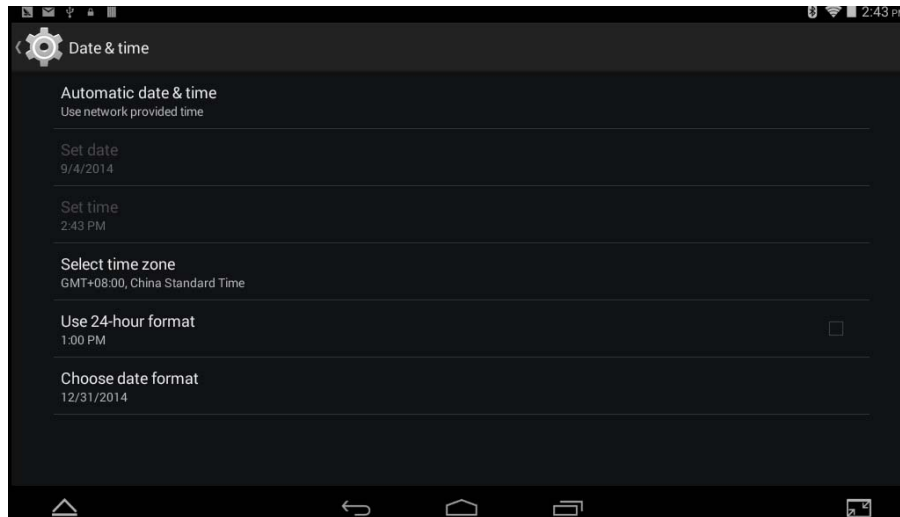 2:43 PM
Date & time
Automatic date & time
Use network provided time
Set date
9/4/2014
Set time
2:43 PM
Select time zone
GMT+08:00, China Standard Time
Use 24-hour format
1:00 PM
Choose date format
12/31/2014